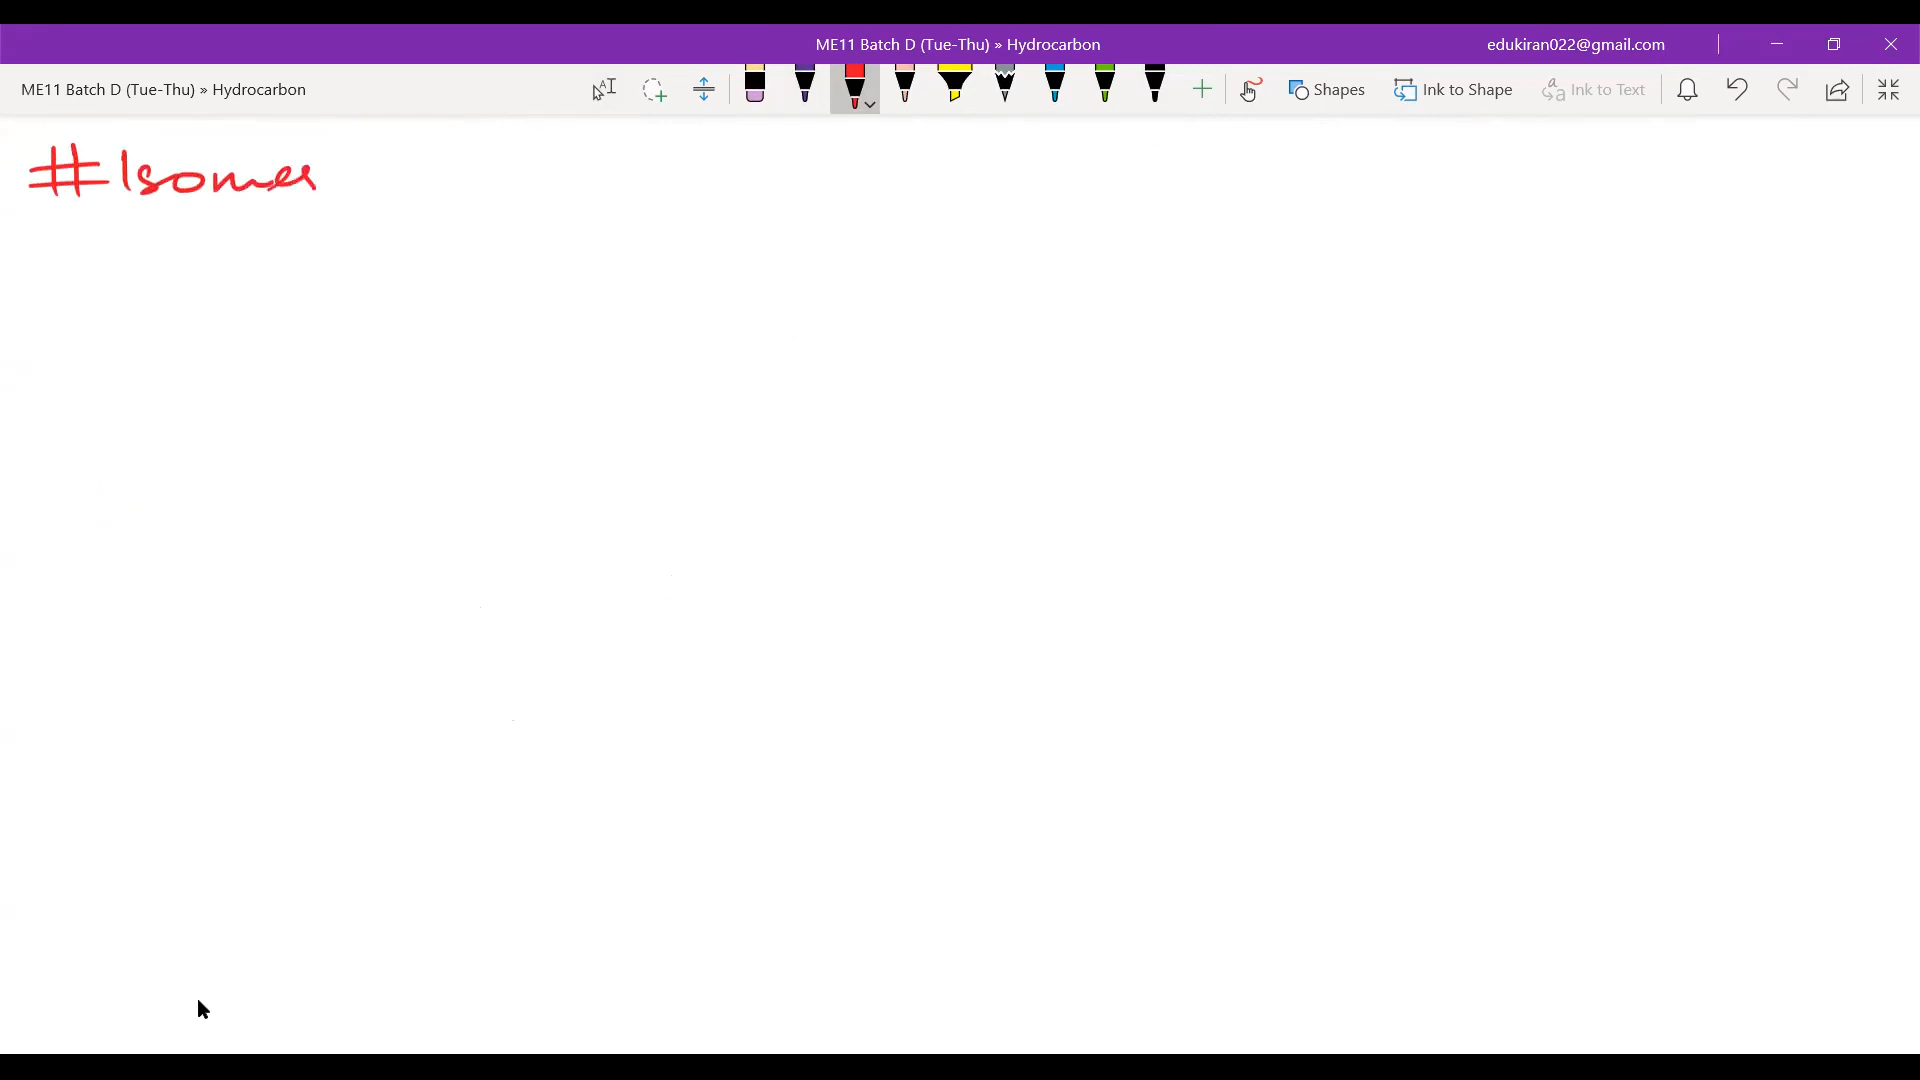 ME11 Batch D (Tue-Thu) » Hydrocarbon
edukiran022@gmail.com
ME11 Batch D (Tue-Thu) » Hydrocarbon
Shapes
Ink to Shape
Ink to Text
#Isomer